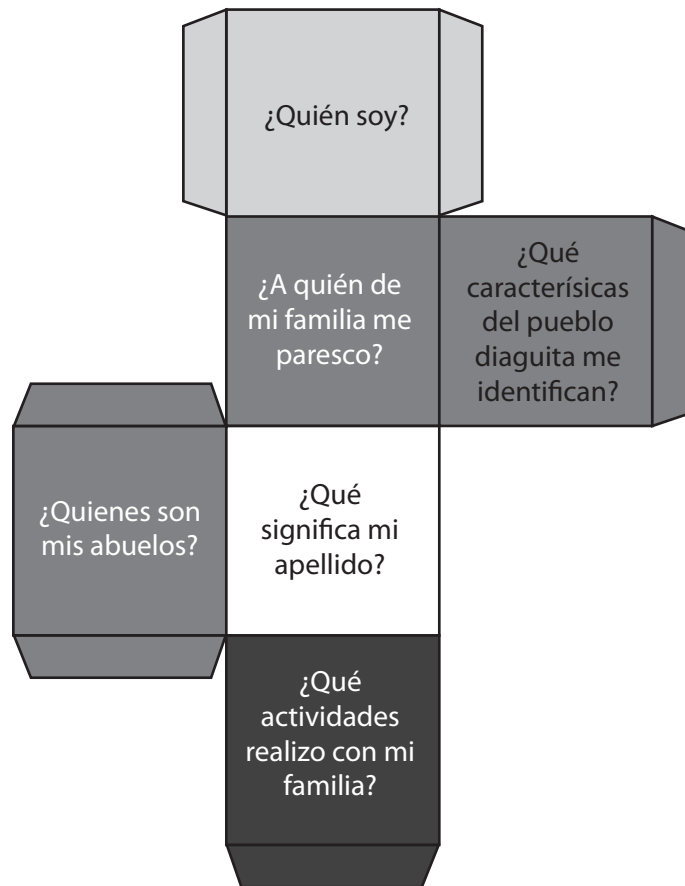 ¿Quién soy?
¿A quién de
mi familia me
paresco?
¿Qué
caracterísicas
del pueblo
diaguita me
identifican?
¿Quienes son
mis abuelos?
¿Qué
significa mi
apellido?
¿Qué
actividades
realizo con mi
familia?